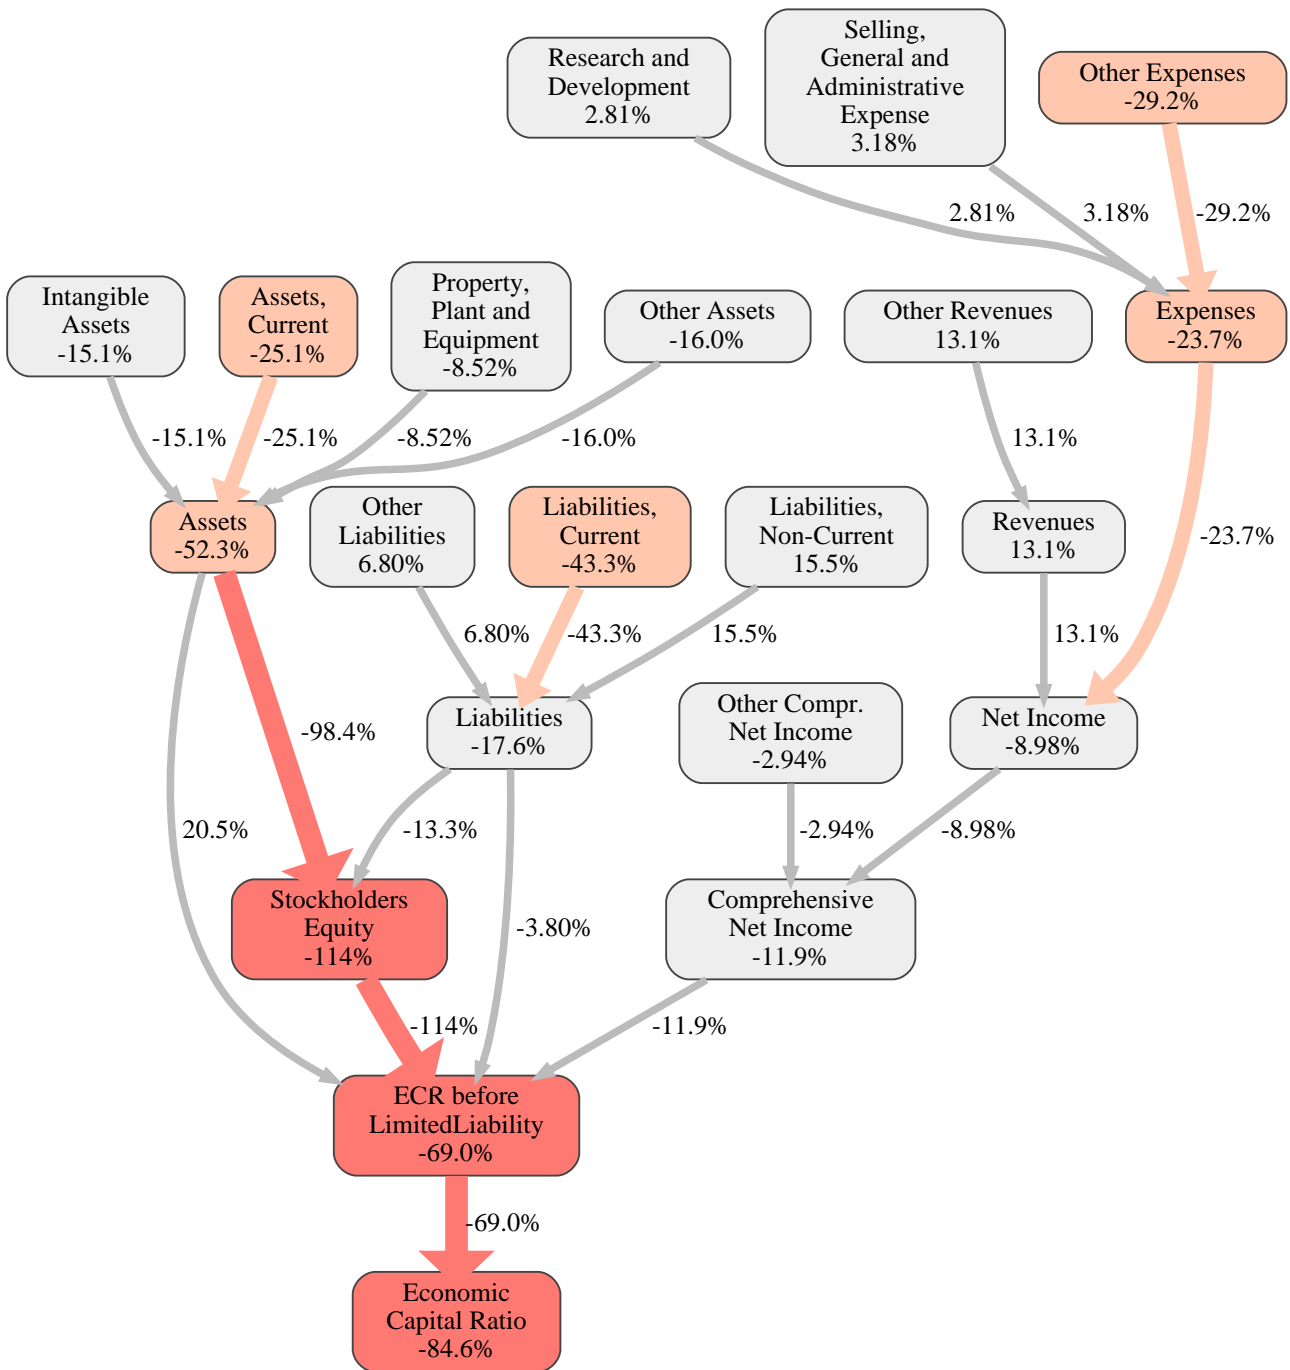 Research and
Development
2.81%
Selling,
General and
Administrative
Expense
3.18%
Other Expenses
-29.2%
2.81%
3.18%
-29.2%
Intangible
Assets
-15.1%
Assets,
Current
-25.1%
Property,
Plant and
Equipment
-8.52%
Other Assets
-16.0%
Other Revenues
13.1%
Expenses
-23.7%
-15.1%
-25.1%
-8.52%
-16.0%
13.1%
Assets
-52.3%
Other
Liabilities
6.80%
Liabilities,
Current
-43.3%
Liabilities,
Non-Current
15.5%
Revenues
13.1%
-23.7%
6.80%
-43.3%
15.5%
13.1%
-98.4%
Liabilities
-17.6%
Other Compr.
Net Income
-2.94%
Net Income
-8.98%
20.5%
-13.3%
-2.94%
-8.98%
Stockholders
Equity
-114%
-3.80%
Comprehensive
Net Income
-11.9%
-114%
-11.9%
ECR before
LimitedLiability
-69.0%
-69.0%
Economic
Capital Ratio
-84.6%